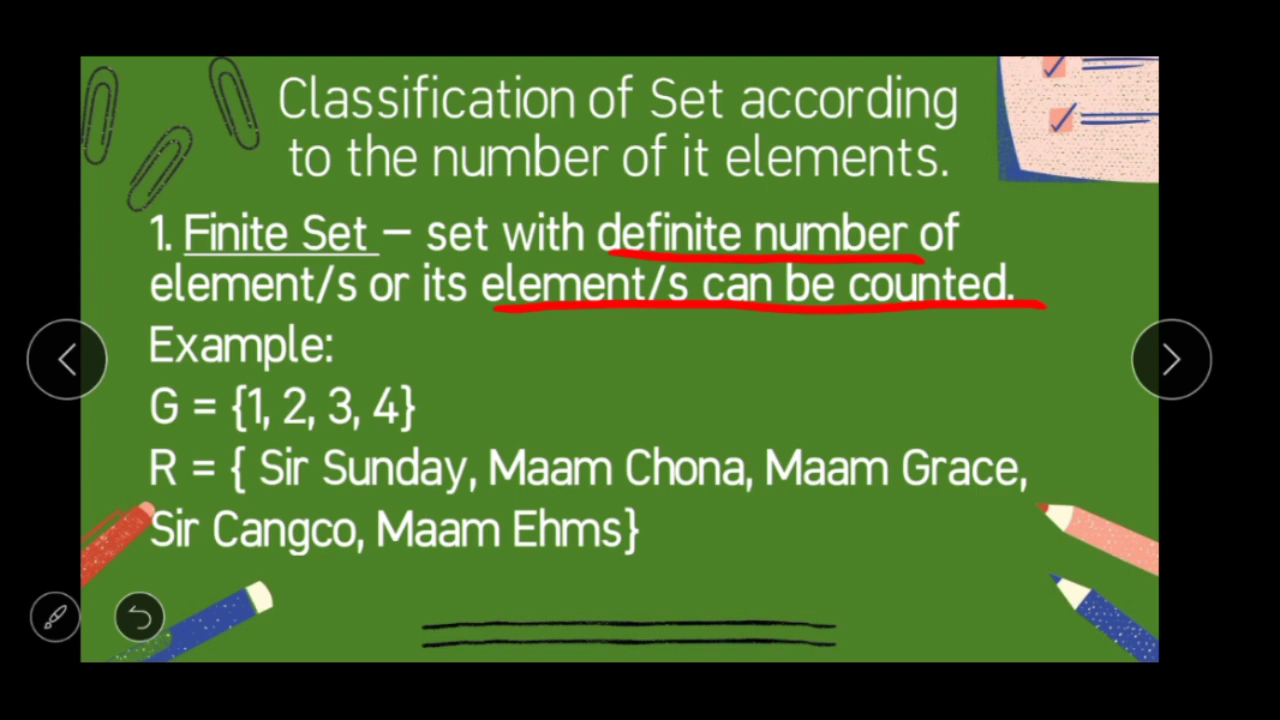 Classification of Set according
to the number of it elements.
1. Finite Set – set with definite number of
element/s or its element/s can be counted.
Example:
G = {1, 2, 3, 4}
R = { Sir Sunday, Maam Chona, Maam Grace,
Sir Cangco, Maam Ehms}